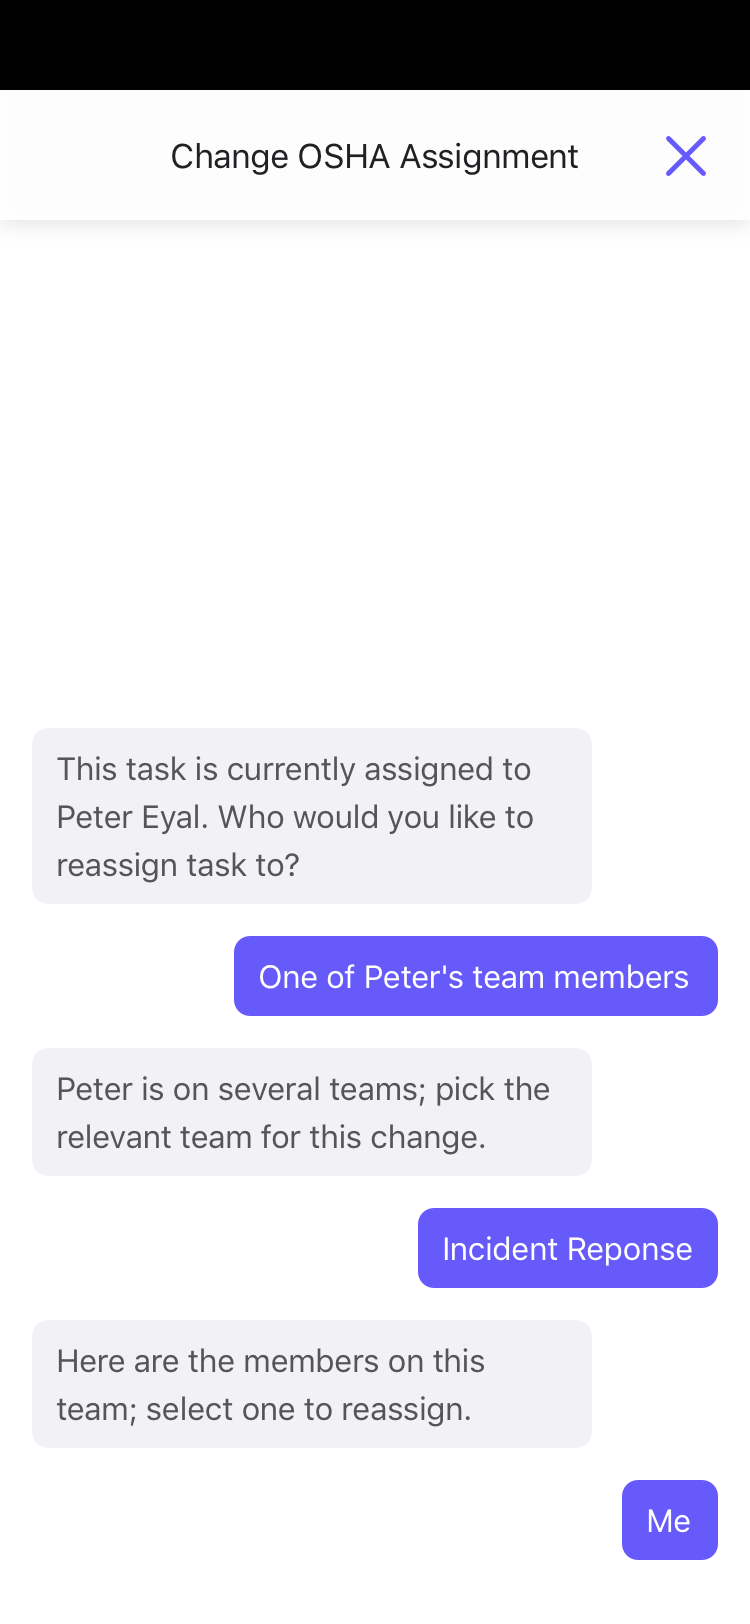 Change OSHA Assignment
This task is currently assigned to
Peter Eyal. Who would you like to
reassign task to?
One of Peter's team members
Peter is on several teams; pick the
relevant team for this change.
Incident Reponse
Here are the members on this
team; select one to reassign.
Me